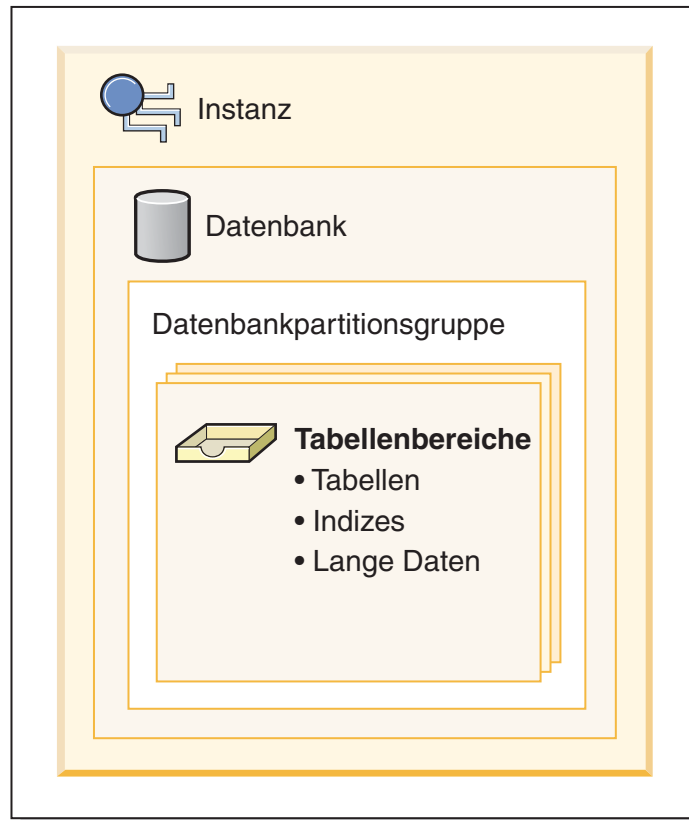 Instanz
Datenbank
Datenbankpartitionsgruppe
Tabellenbereiche
• Tabellen
• Indizes
• Lange Daten